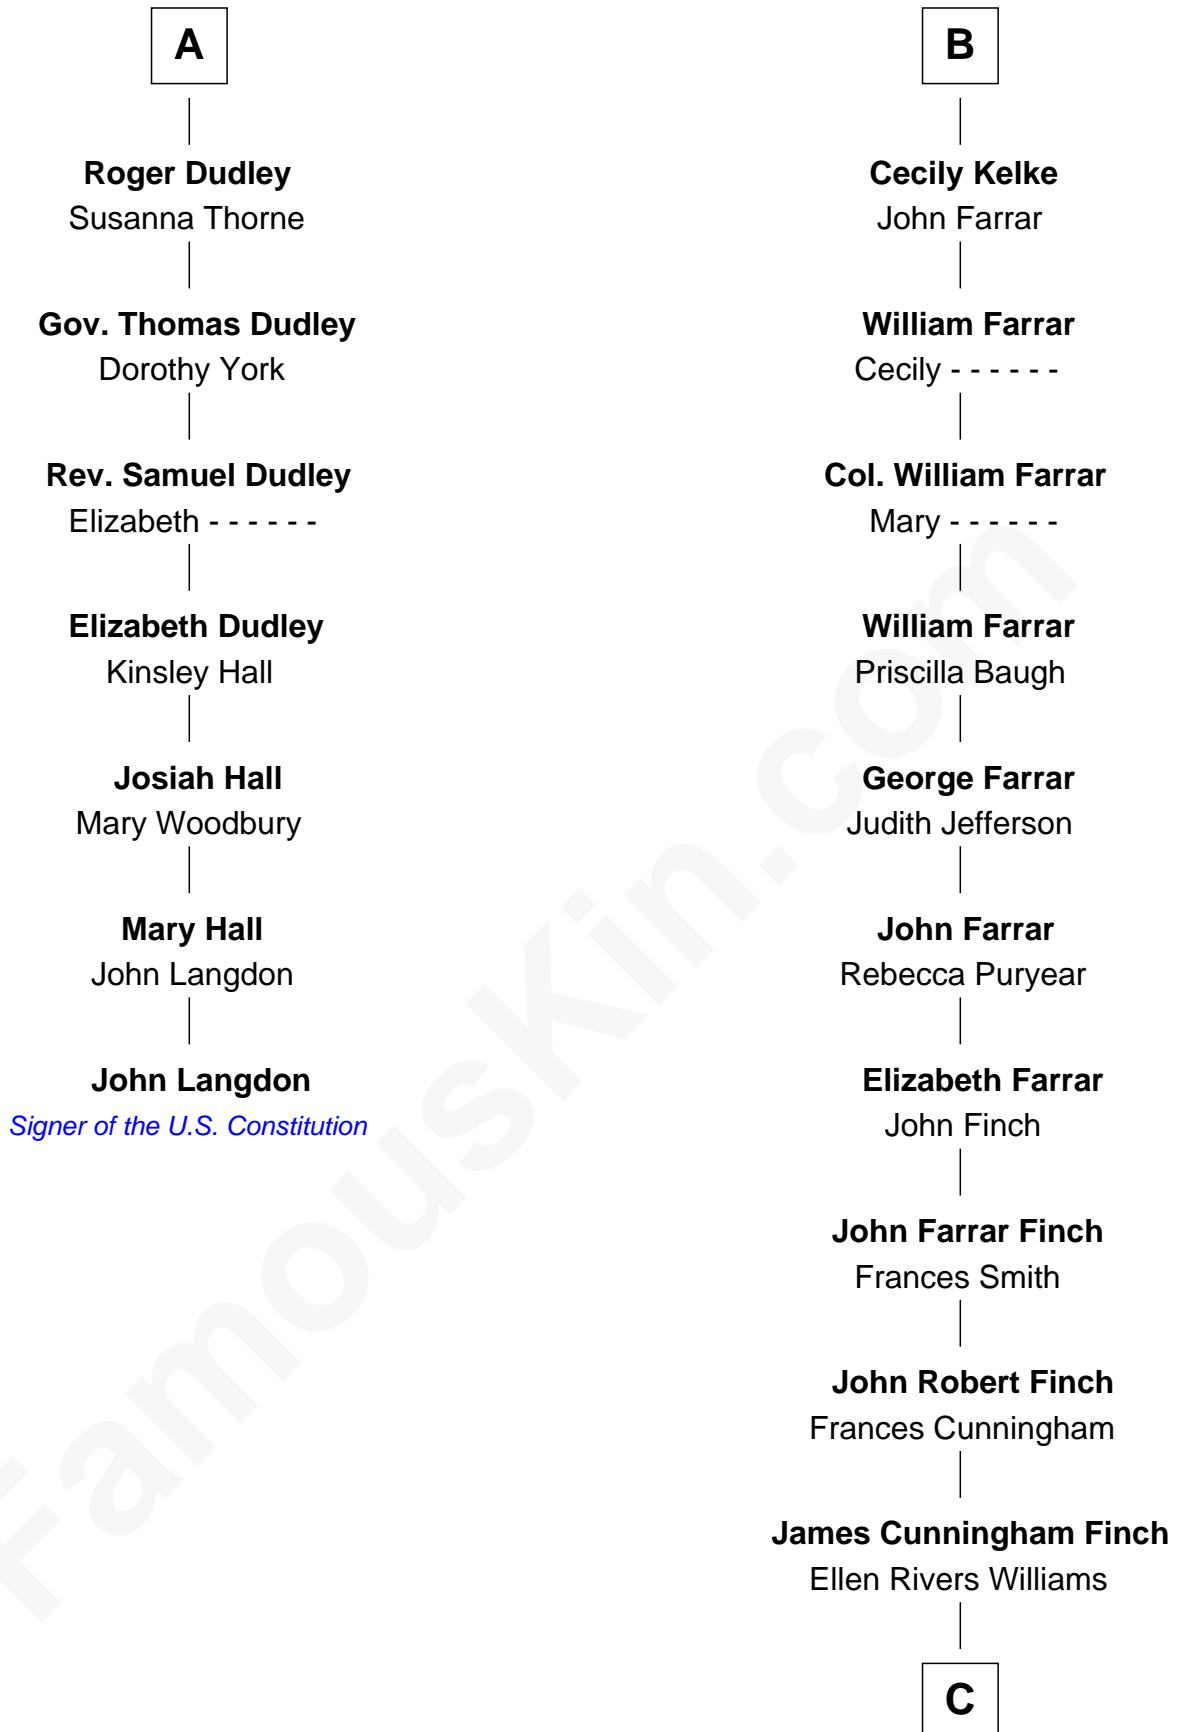 A
Roger Dudley
Susanna Thorne
Gov. Thomas Dudley
Dorothy York
Rev. Samuel Dudley
Elizabeth - - - - - -
Elizabeth Dudley
Kinsley Hall
Josiah Hall
Mary Woodbury
Mary Hall
John Langdon
John Langdon
Signer of the U.S. Constitution
B
Cecily Kelke
John Farrar
William Farrar
Cecily - - - - - -
Col. William Farrar
Mary - - - - - -
William Farrar
Priscilla Baugh
George Farrar
Judith Jefferson
John Farrar
Rebecca Puryear
Elizabeth Farrar
John Finch
John Farrar Finch
Frances Smith
John Robert Finch
Frances Cunningham
James Cunningham Finch
Ellen Rivers Williams
C
FamousKin.com